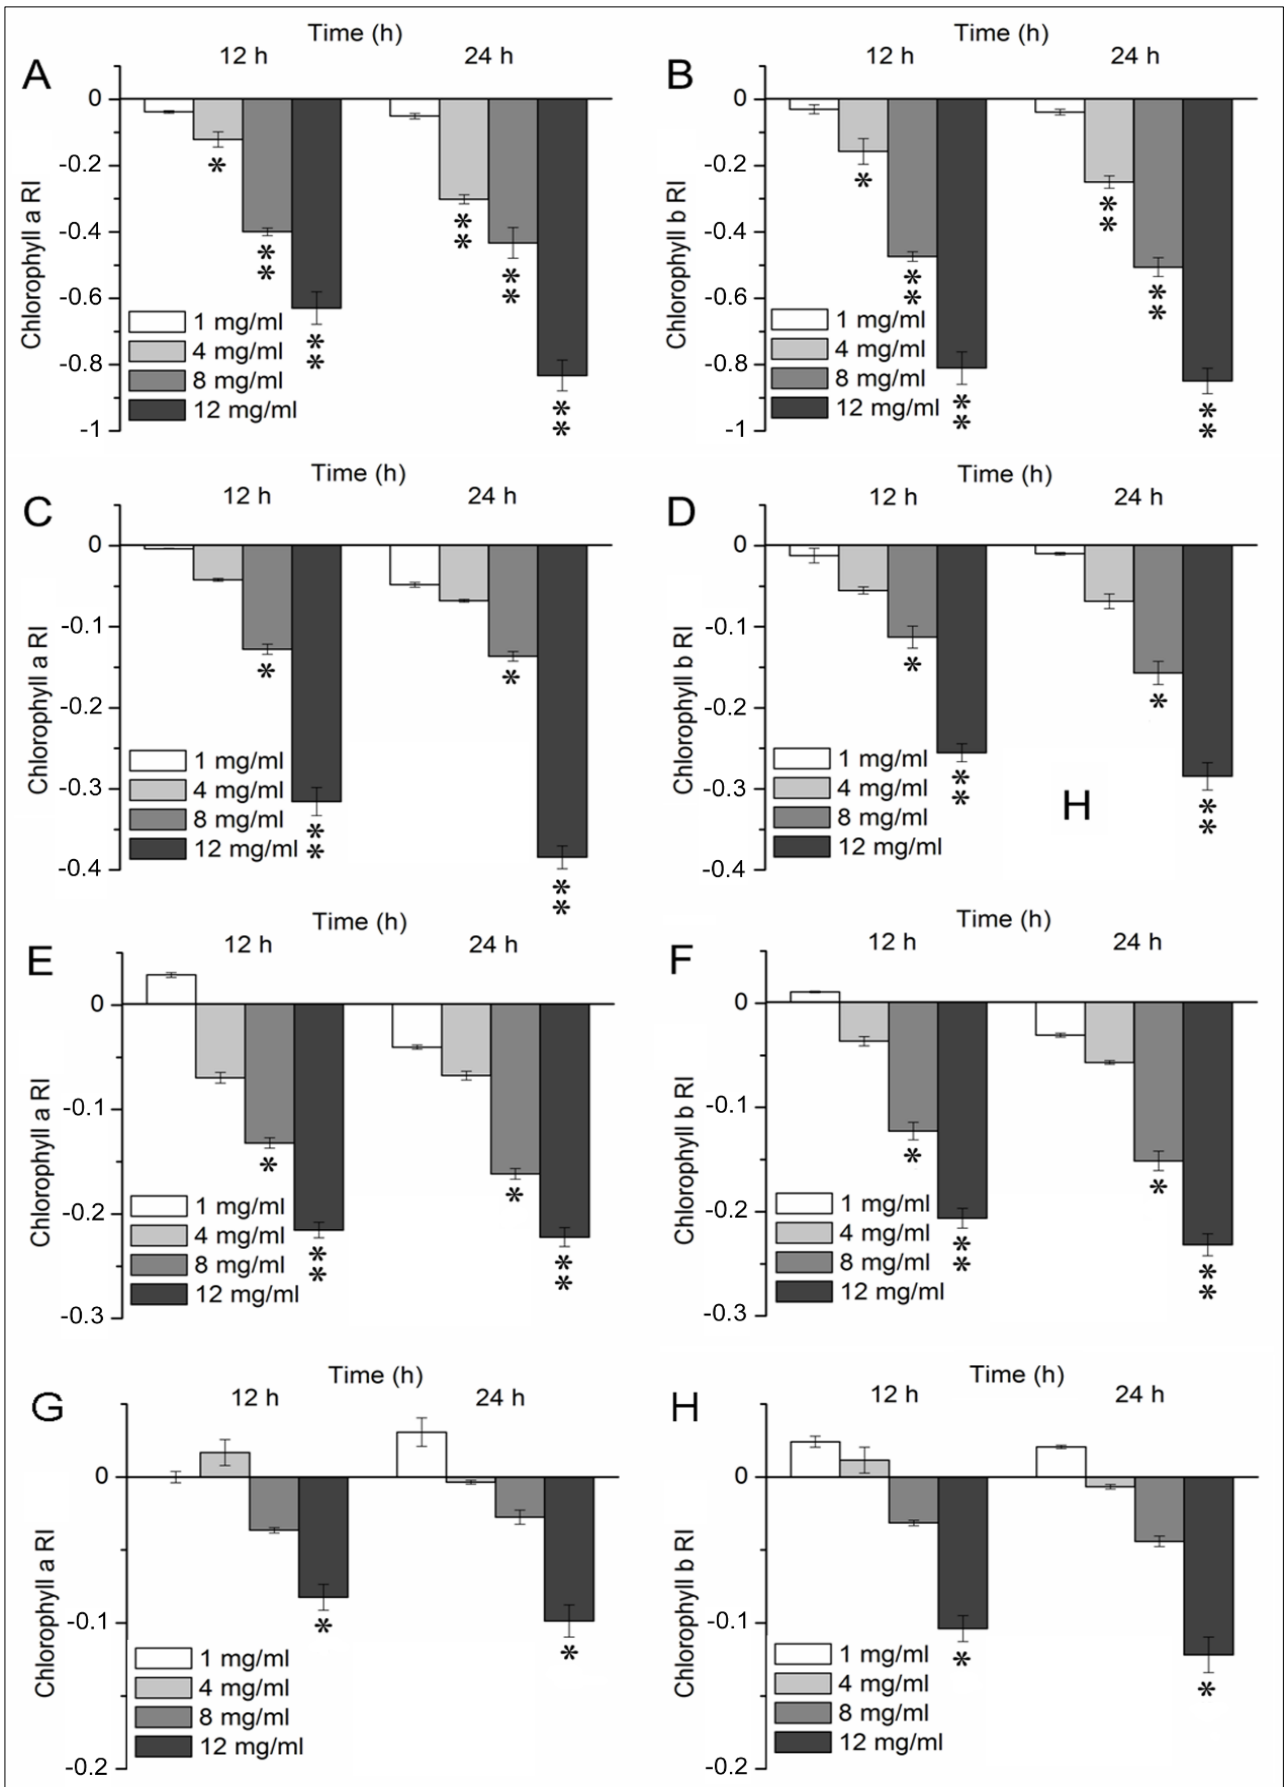 Time (h)
12 h 24 h
A
0
-0.2
-0.4
-0.6
-0.8
-1
Chlorophyll a RI
* ** ** ** ** **
1 mg/ml
4 mg/ml
8 mg/ml
12 mg/ml
Time (h)
12 h 24 h
B
0
-0.2
-0.4
-0.6
-0.8
-1
Chlorophyll b RI
* ** ** ** ** **
1 mg/ml
4 mg/ml
8 mg/ml
12 mg/ml
Time (h)
12 h 24 h
C
0
-0.1
-0.2
-0.3
-0.4
Chlorophyll a RI
* ** * **
1 mg/ml
4 mg/ml
8 mg/ml
12 mg/ml
Time (h)
12 h 24 h
D
0
-0.1
-0.2
-0.3
-0.4
Chlorophyll b RI
* ** * **
1 mg/ml
4 mg/ml
8 mg/ml
12 mg/ml
H
Time (h)
12 h 24 h
E
0
-0.1
-0.2
-0.3
Chlorophyll a RI
* ** * **
1 mg/ml
4 mg/ml
8 mg/ml
12 mg/ml
Time (h)
12 h 24 h
F
0
-0.1
-0.2
-0.3
Chlorophyll b RI
* ** * **
1 mg/ml
4 mg/ml
8 mg/ml
12 mg/ml
Time (h)
12 h 24 h
G
0
-0.1
-0.2
Chlorophyll a RI
* *
1 mg/ml
4 mg/ml
8 mg/ml
12 mg/ml
Time (h)
12 h 24 h
H
0
-0.1
-0.2
Chlorophyll b RI
* *
1 mg/ml
4 mg/ml
8 mg/ml
12 mg/ml